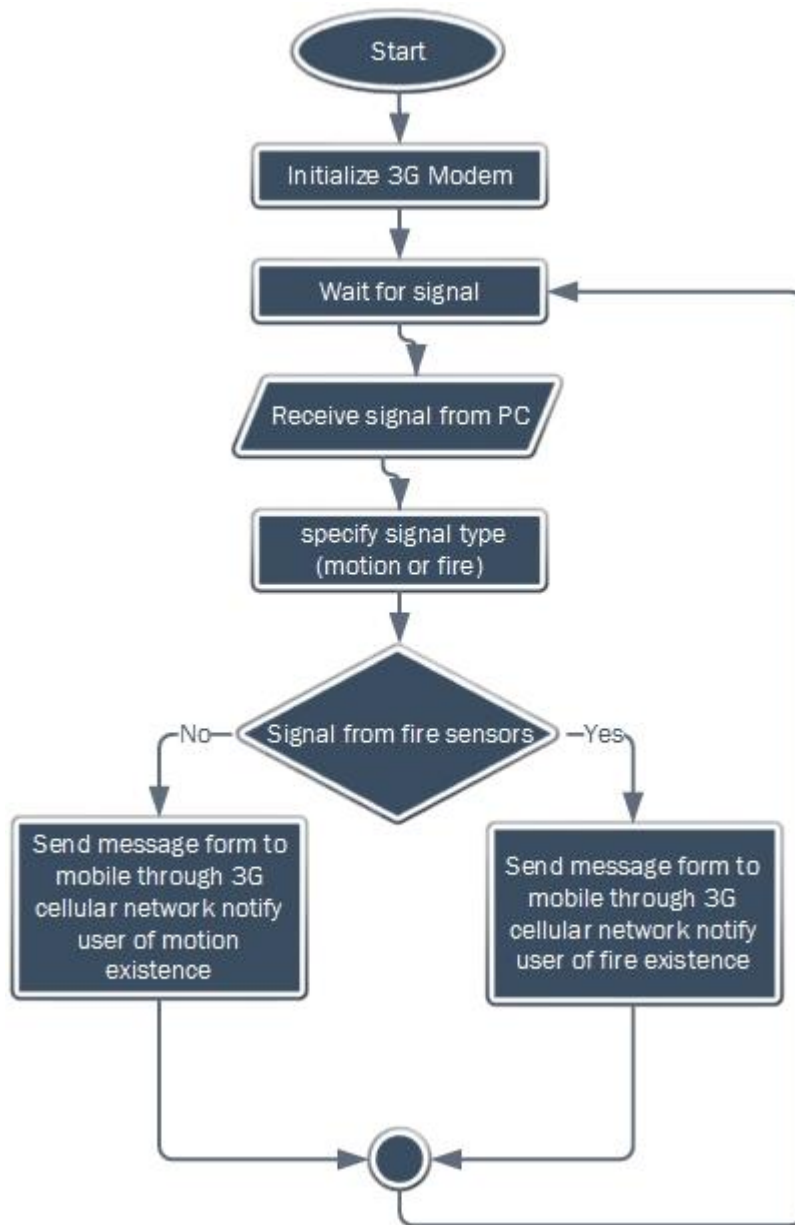 Start
Initialize 3G Modem
Wait for signal
Receive signal from PC
specify signal type
(motion or fire)
Signal from fire sensors
No
Yes
Send message form to
mobile through 3G
cellular network notify
user of motion
existence
Send message form to
mobile through 3G
cellular network notify
user of fire existence